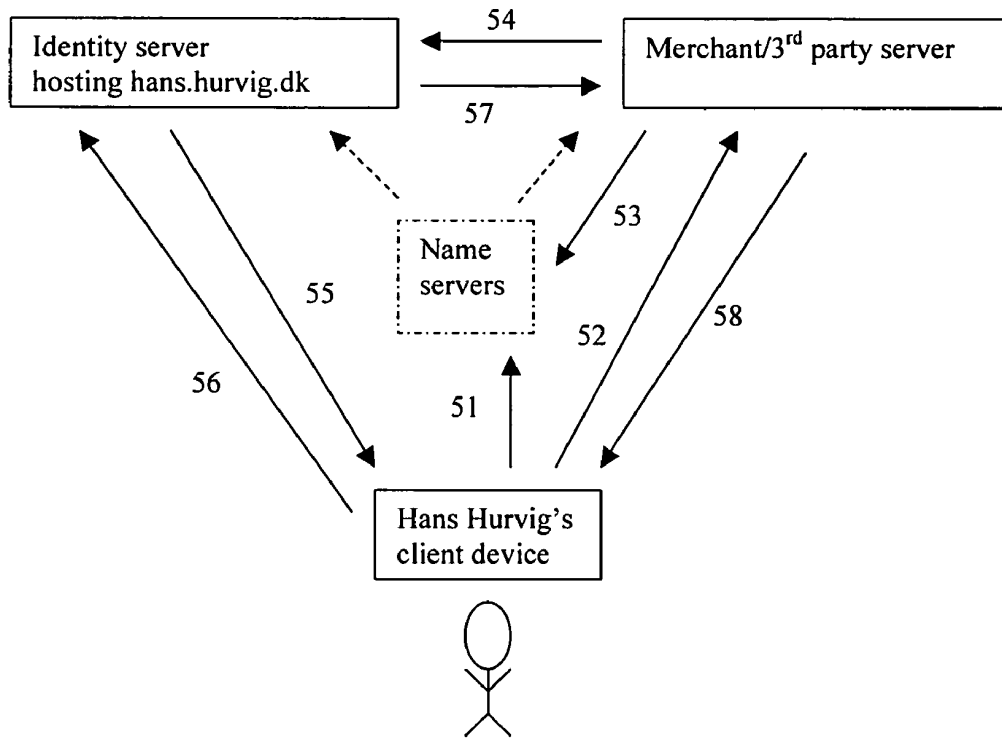 Identity server
hosting hans.hurvig.dk
54
57
Merchant/3rd party server
Name
servers
53
55
52
58
56
51
Hans Hurvig's
client device